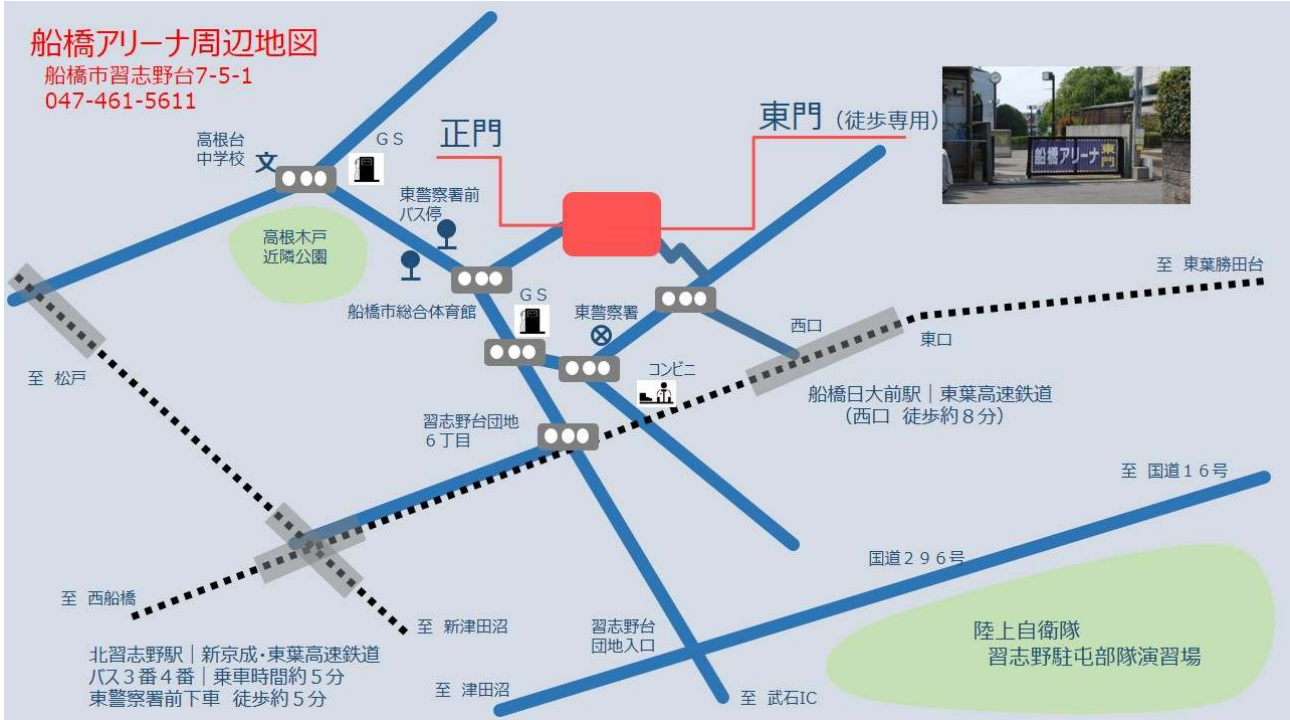 船橋アリーナ周辺地図
船橋市習志野台7-5-1
047-461-5611
正門
東門（徒歩専用）
船橋アリーナ 東門
高根台
中学校
文
ＧＳ
東警察署前
バス停
高根木戸
近隣公園
船橋市総合体育館
ＧＳ
東警察署
コンビニ
西口
東口
至 東葉勝田台
船橋日大前駅｜東葉高速鉄道
（西口 徒歩約８分）
至 松戸
習志野台団地
６丁目
至 国道１６号
国道２９６号
至 西船橋
至 新津田沼
習志野台
団地入口
陸上自衛隊
習志野駐屯部隊演習場
北習志野駅｜新京成・東葉高速鉄道
バス３番４番｜乗車時間約５分
東警察署前下車 徒歩約５分
至 津田沼
至 武石IC